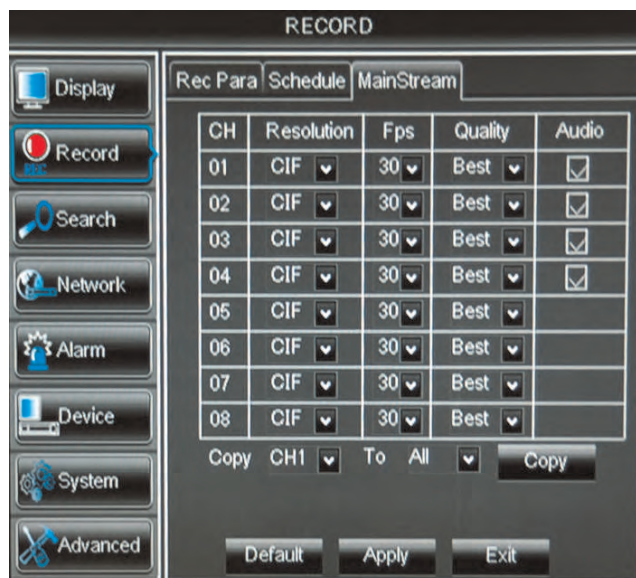 RECORD
Display
Record
REC
Search
Network
Alarm
Device
System
Advanced
Rec Para Schedule MainStream
CH Resolution Fps Quality Audio
01 CIF 30 Best
02 CIF 30 Best
03 CIF 30 Best
04 CIF 30 Best
05 CIF 30 Best
06 CIF 30 Best
07 CIF 30 Best
08 CIF 30 Best
Copy CH1 To All Copy
Default Apply Exit